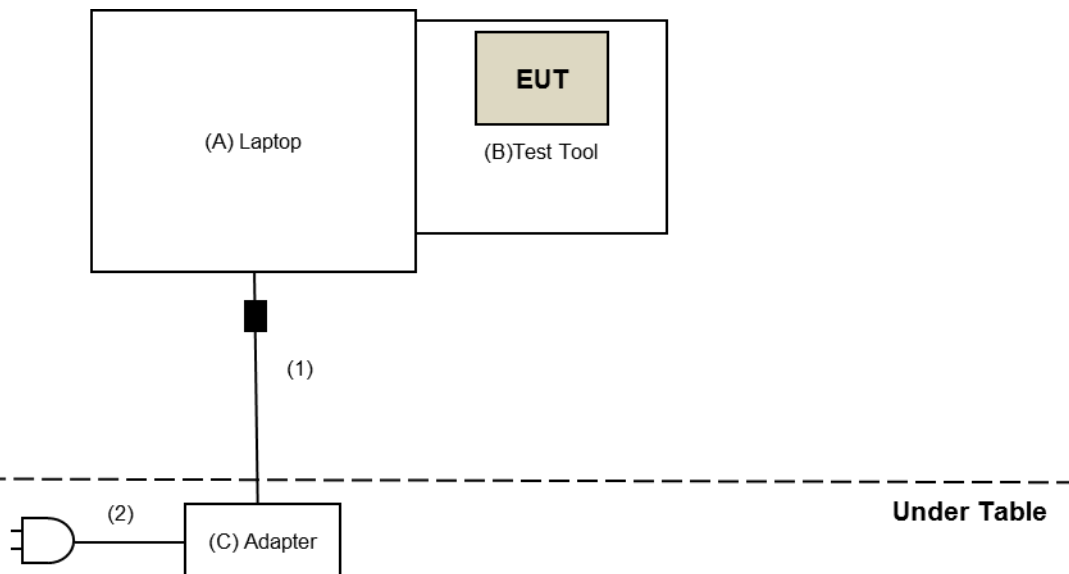 EUT
(A) Laptop
(B)Test Tool
(1)
(2)
Under Table
(C) Adapter